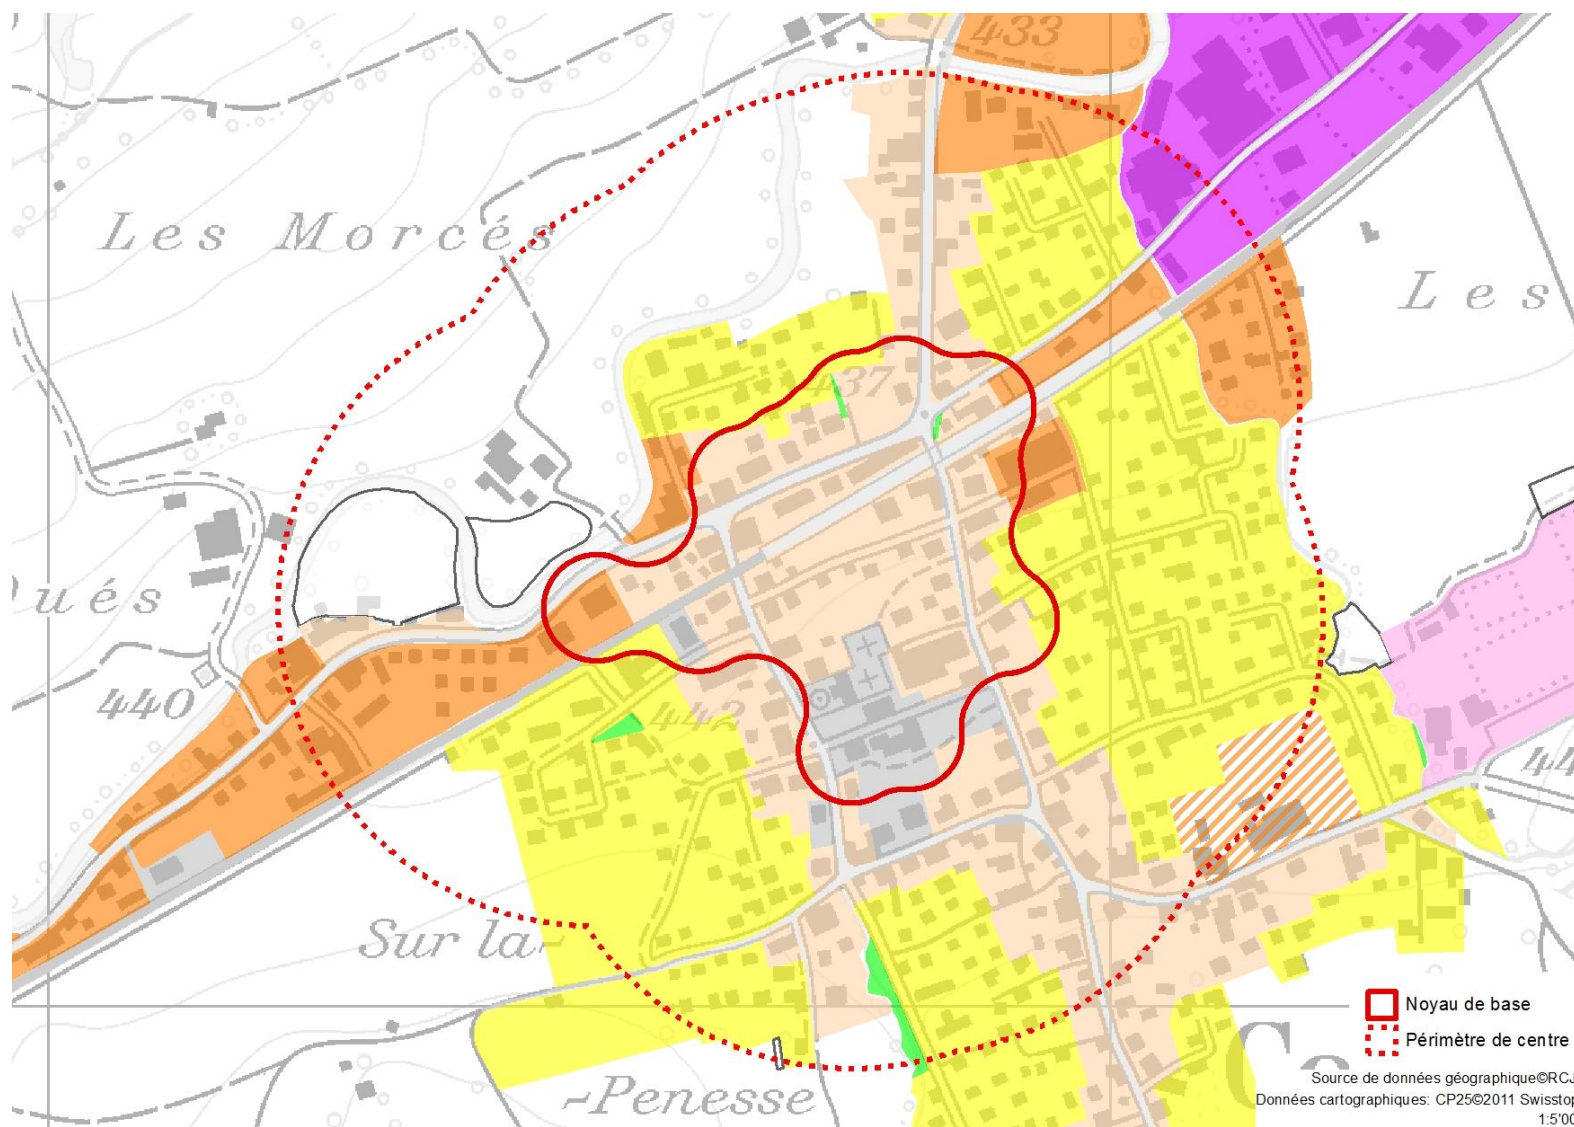 433
Les Morcés
Les
437
ués
440
442
44
Sur la
Penesse
Co
Noyau de base
Périmètre de centre
Source de données géographique©RCJ
Données cartographiques: CP25©2011 Swisstop
1:5'00